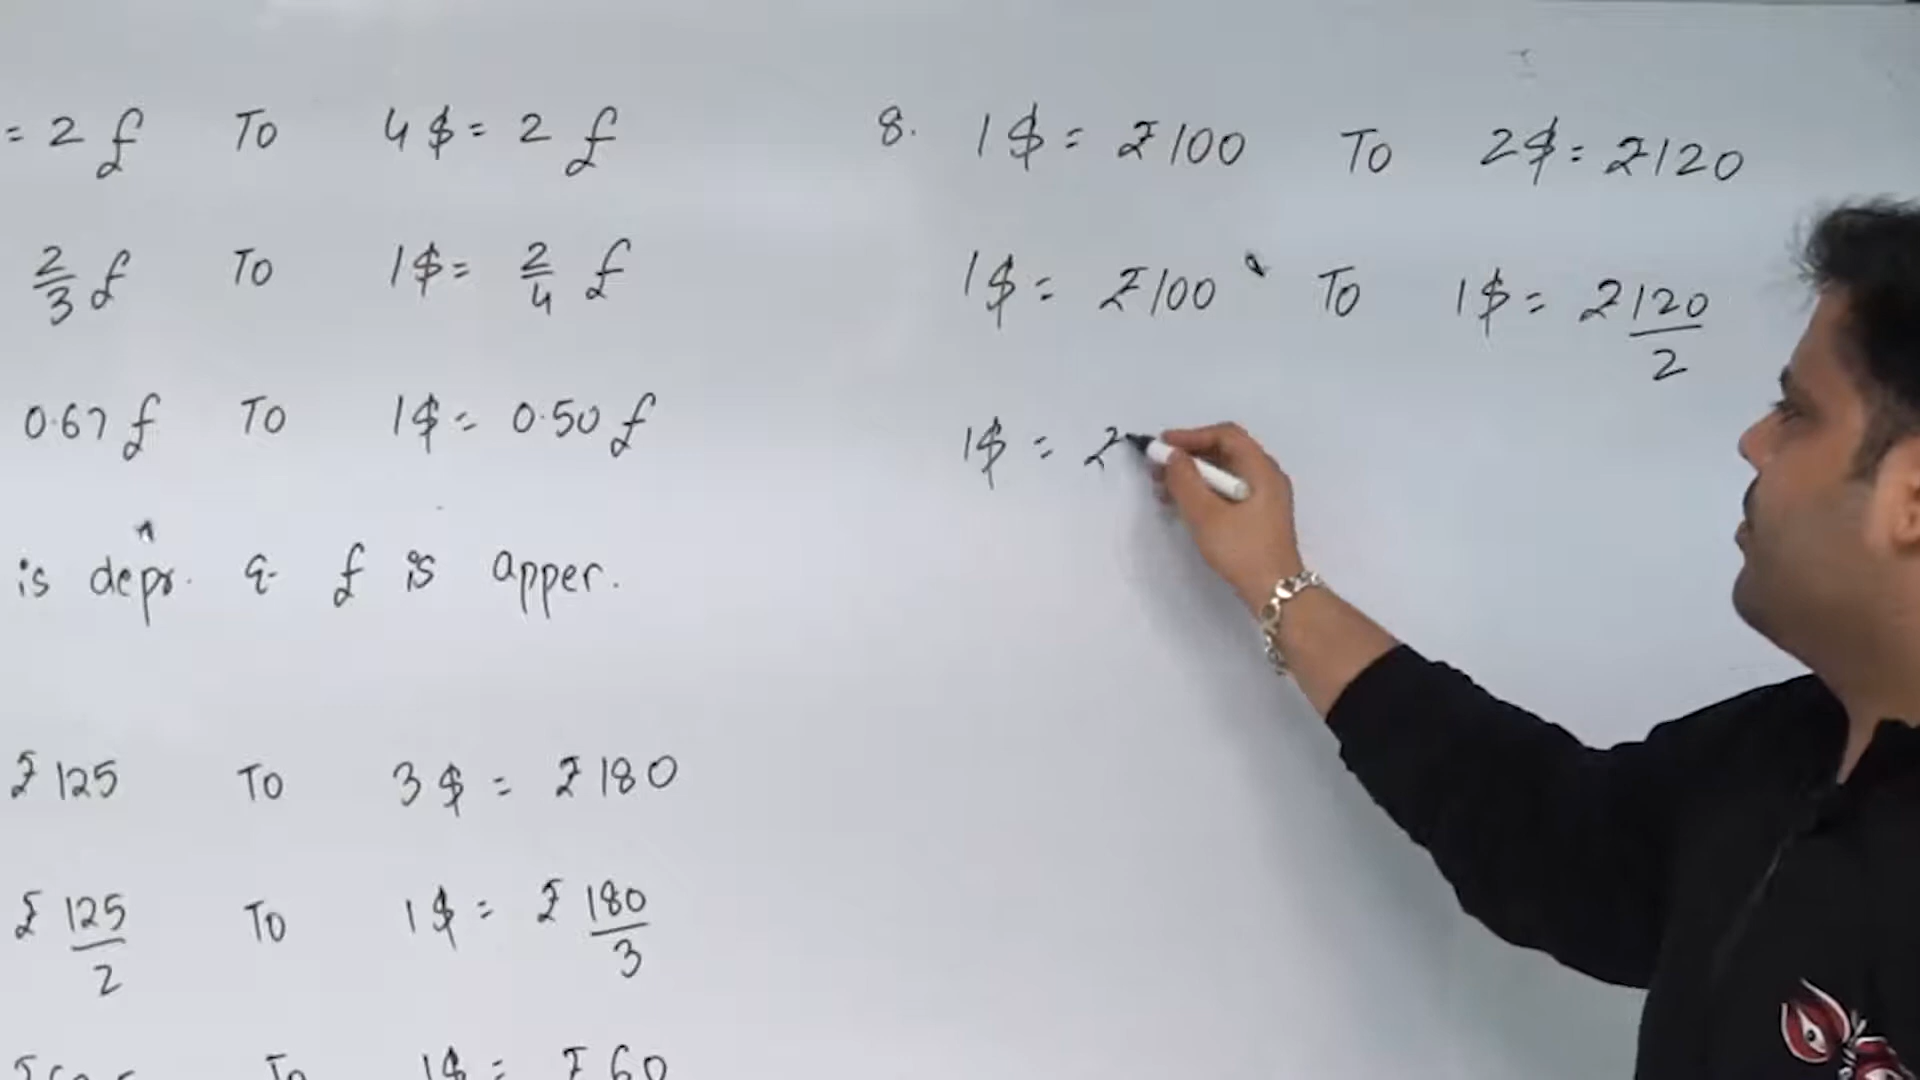 = 2 £ To 4 $ = 2 £
2/3 £ To 1 $ = 2/4 £
0.67 £ To 1 $ = 0.50 £
is depr. & £ is apper.
₹ 125 To 3 $ = ₹ 180
₹ 125/2 To 1 $ = ₹ 180/3
To 1 $ = ₹ 60
8. 1 $ = ₹ 100 To 2 $ = ₹ 120
1 $ = ₹ 100 To 1 $ = ₹ 120/2
1 $ = ₹